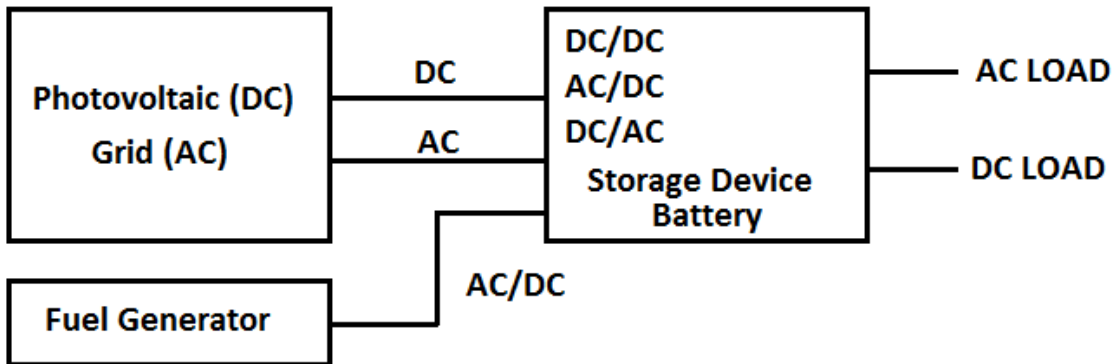 Photovoltaic (DC)
Grid (AC)
DC
AC
DC/DC
AC/DC
DC/AC
Storage Device
Battery
AC LOAD
DC LOAD
AC/DC
Fuel Generator